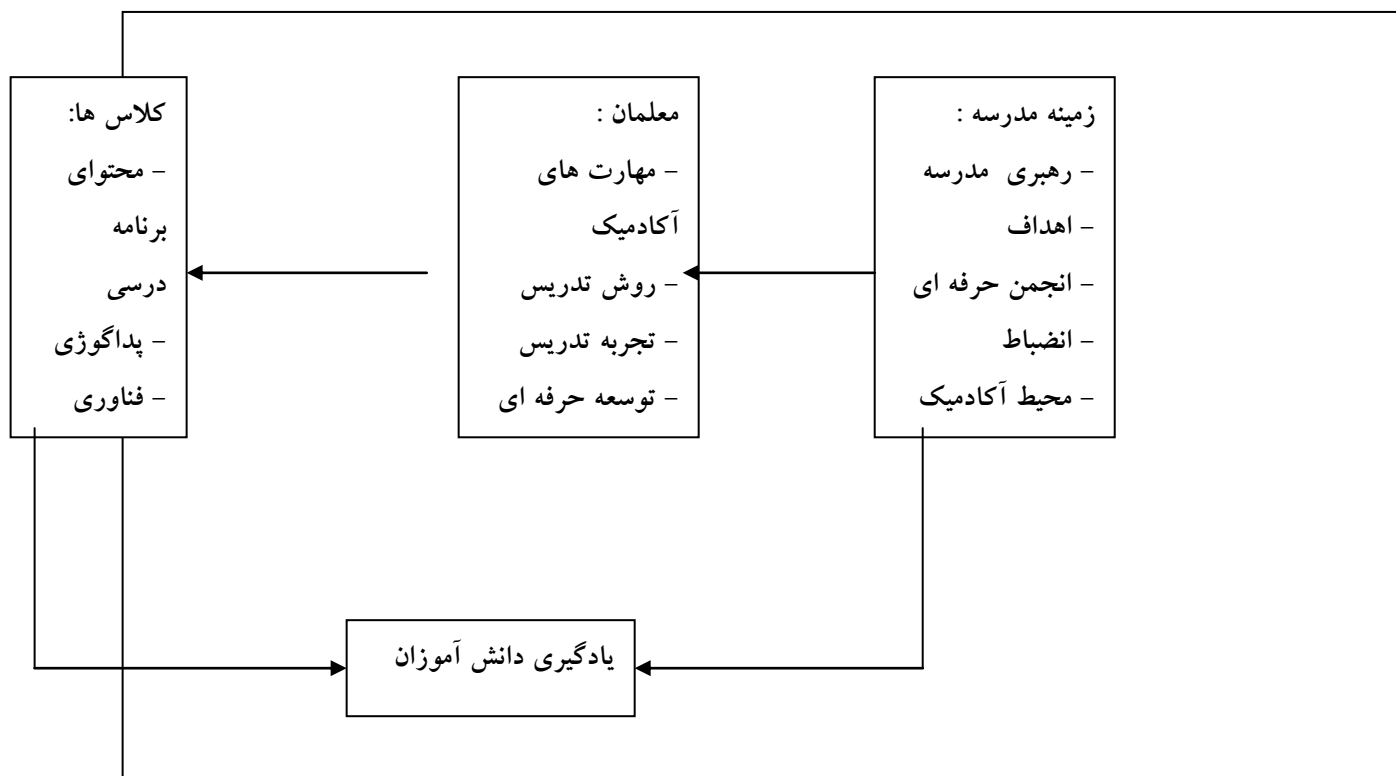 زمینه مدرسه :
– رهبری مدرسه
– اهداف
– انجمن حرفه ای
– انضباط
– محیط آکادمیک
معلمان :
– مهارت های
آکادمیک
– روش تدریس
– تجربه تدریس
– توسعه حرفه ای
کلاس ها:
– محتوای
برنامه
درسی
– پداگوژی
– فناوری
یادگیری دانش آموزان